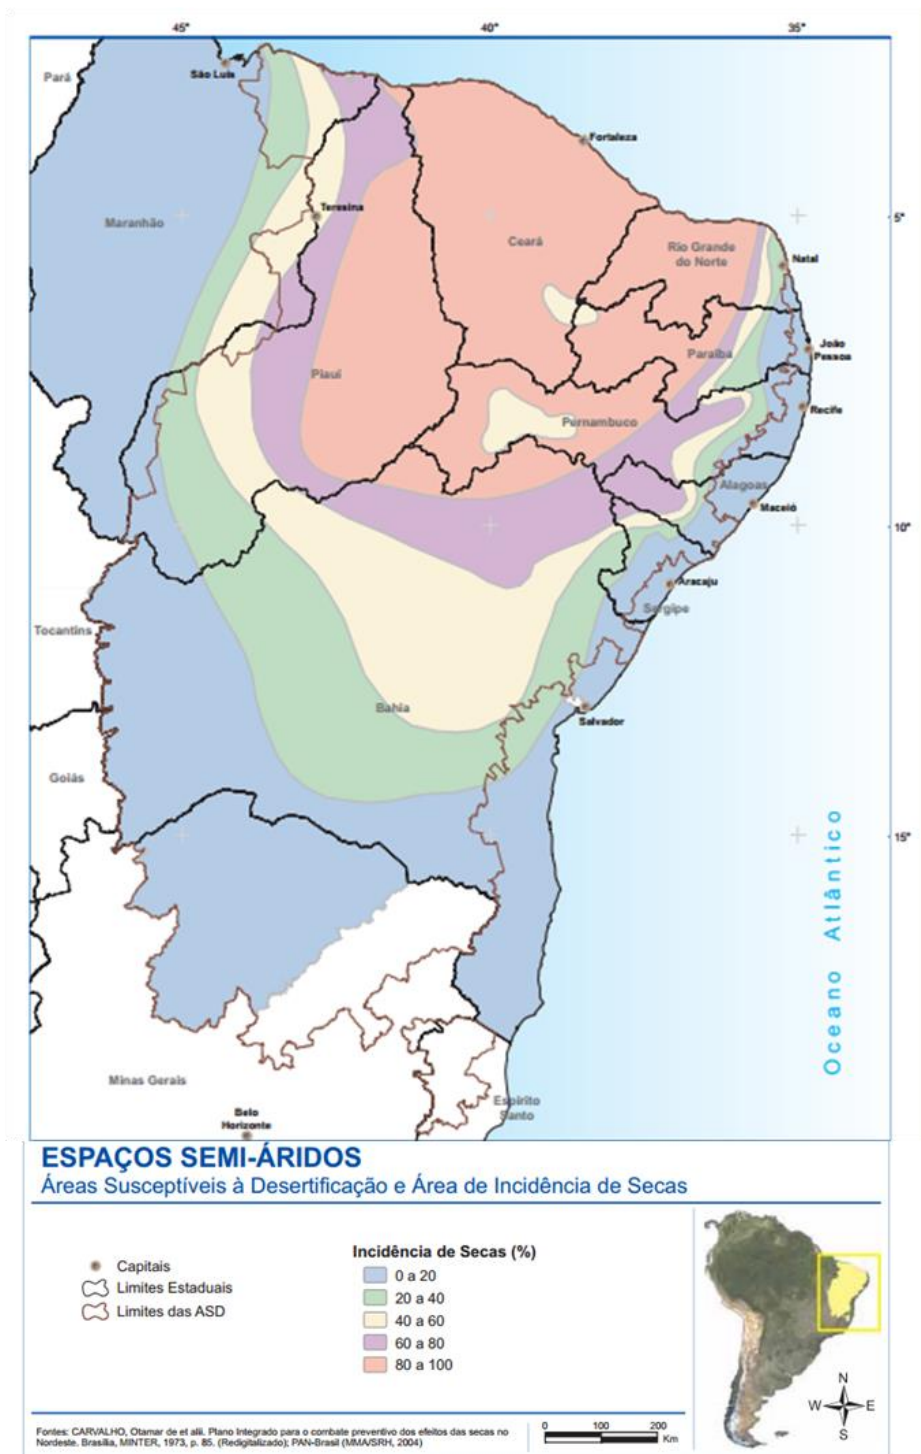 45°
40°
35°
Pará
São Luis
Fortaleza
Maranhão
Teresina
5°
Ceará
Rio Grande
do Norte
Natal
João
Pessoa
Paraíba
Piauí
Pernambuco
Recife
Alagoas
Maceió
10°
Aracaju
Sergipe
Tocantins
Bahia
Salvador
Goiás
15°
Oceano Atlântico
Minas Gerais
Belo
Horizonte
Espírito
Santo
ESPAÇOS SEMI-ÁRIDOS
Áreas Susceptíveis à Desertificação e Área de Incidência de Secas
Capitais
Limites Estaduais
Limites das ASD
Incidência de Secas (%)
0 a 20
20 a 40
40 a 60
60 a 80
80 a 100
N
W
E
S
Fontes: CARVALHO, Otamar de et alii. Plano Integrado para o combate preventivo dos efeitos das secas no
Nordeste. Brasília, MINTER, 1973, p. 85. (Redigitalizado); PAN-Brasil (MMA/SRH, 2004)
0 100 200
Km